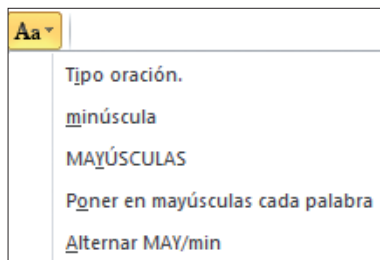 Aa
Tipo oración.
minúscula
MAYÚSCULAS
Poner en mayúsculas cada palabra
Alternar MAY/min